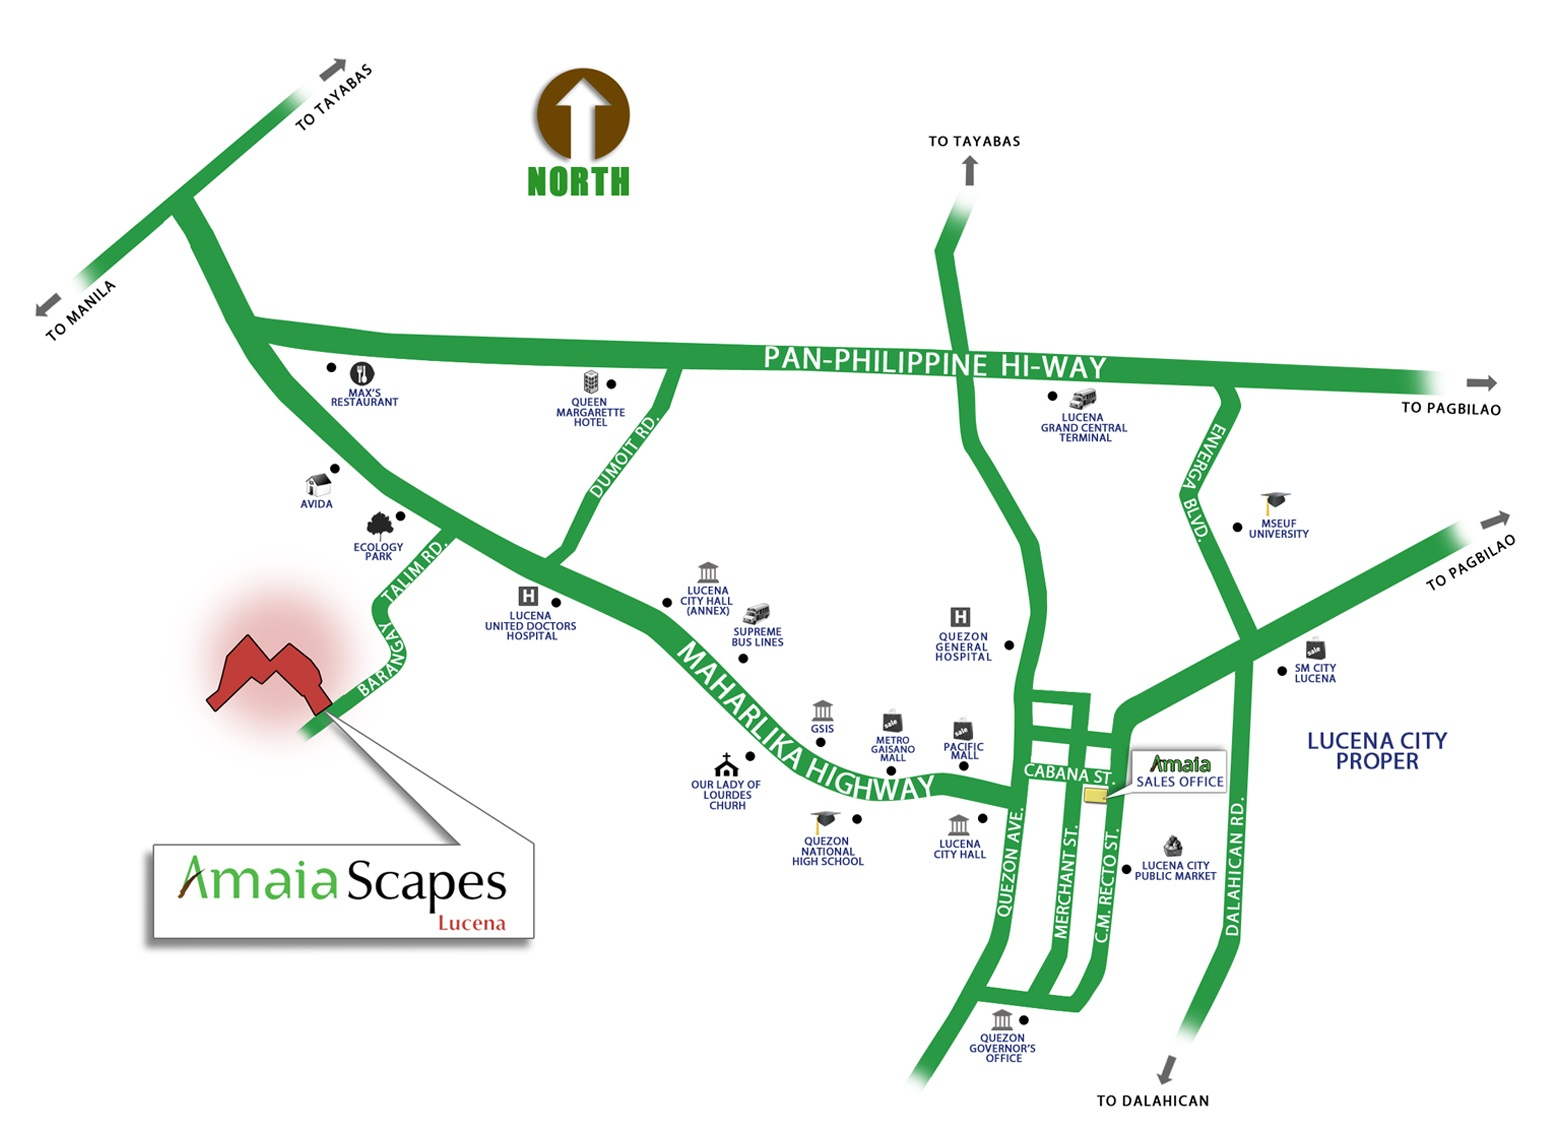 TO TAYABAS
TO MANILA
NORTH
TO TAYABAS
PAN-PHILIPPINE HI-WAY
TO PAGBILAO
MAX'S
RESTAURANT
QUEEN
MARGARETTE
HOTEL
DUMOIT RD.
LUCENA
GRAND CENTRAL
TERMINAL
ENVERGA BLVD.
MSEUF
UNIVERSITY
TO PAGBILAO
AVIDA
ECOLOGY
PARK
BARANGAY TALIM RD.
LUCENA
UNITED DOCTORS
HOSPITAL
H
LUCENA
CITY HALL
(ANNEX)
SUPREME
BUS LINES
H
QUEZON
GENERAL
HOSPITAL
sale
SM CITY
LUCENA
LUCENA CITY
PROPER
MAHARLIKA HIGHWAY
GSIS
sale
METRO
GAISANO
MALL
sale
PACIFIC
MALL
OUR LADY OF
LOURDES
CHURH
CABANA ST.
Amaia
SALES OFFICE
QUEZON
NATIONAL
HIGH SCHOOL
LUCENA
CITY HALL
QUEZON AVE.
MERCHANT ST.
C.M. RECTO ST.
LUCENA CITY
PUBLIC MARKET
DALAHICAN RD.
Amaia Scapes
Lucena
QUEZON
GOVERNOR'S
OFFICE
TO DALAHICAN